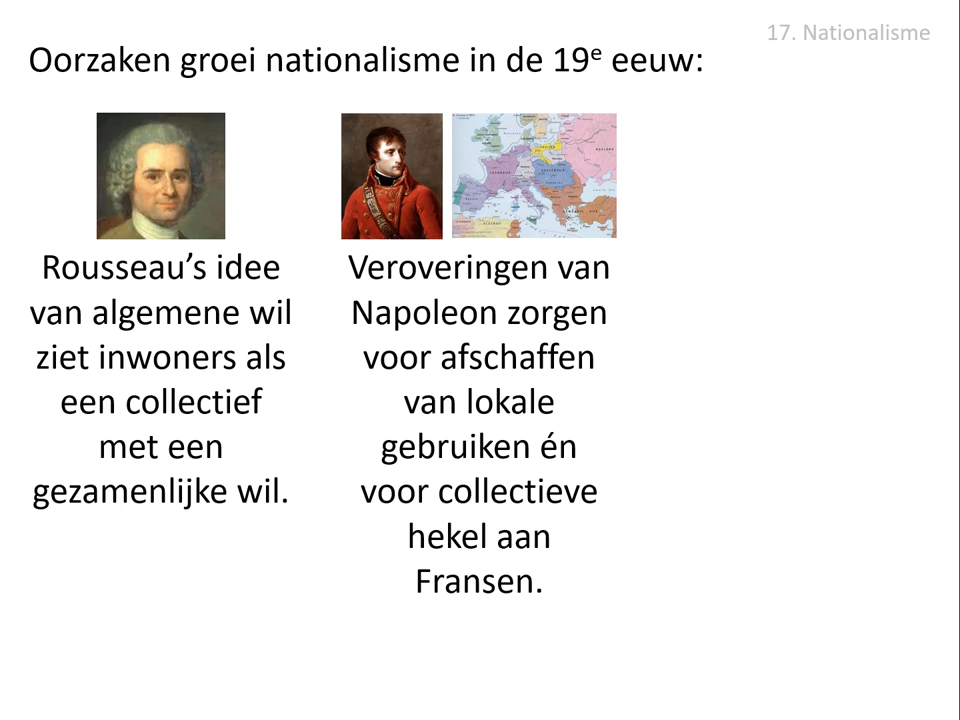 17. Nationalisme
Oorzaken groei nationalisme in de 19e eeuw:
Rousseau's idee
van algemene wil
ziet inwoners als
een collectief
met een
gezamenlijke wil.
Veroveringen van
Napoleon zorgen
voor afschaffen
van lokale
gebruiken én
voor collectieve
hekel aan
Fransen.